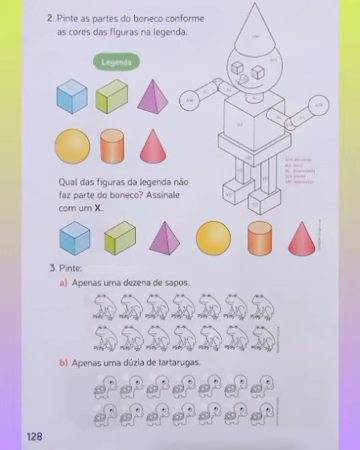 2. Pinte as partes do boneco conforme
as cores das figuras na legenda.
Legenda
Qual das figuras da legenda não
faz parte do boneco? Assinale
com um X.
3. Pinte:
a) Apenas uma dezena de sapos.
b) Apenas uma dúzia de tartarugas.
128